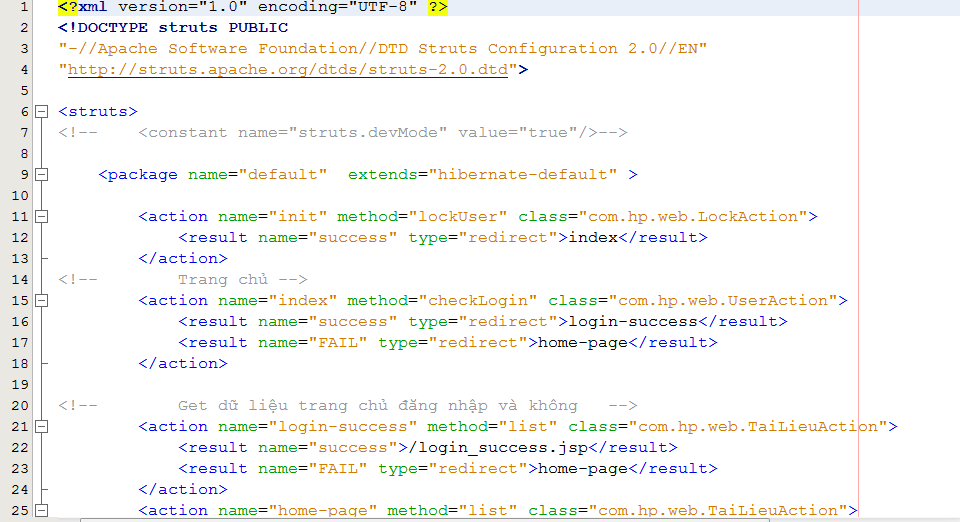 1 <?xml version="1.0" encoding="UTF-8" ?>
2 <!DOCTYPE struts PUBLIC
3 "-//Apache Software Foundation//DTD Struts Configuration 2.0//EN"
4 "http://struts.apache.org/dtds/struts-2.0.dtd">
5
6 <struts>
7 <!--    <constant name="struts.devMode" value="true"/>-->
8
9     <package name="default"  extends="hibernate-default" >
10
11         <action name="init" method="lockUser" class="com.hp.web.LockAction">
12             <result name="success" type="redirect">index</result>
13         </action>
14 <!--        Trang chủ -->
15         <action name="index" method="checkLogin" class="com.hp.web.UserAction">
16             <result name="success" type="redirect">login-success</result>
17             <result name="FAIL" type="redirect">home-page</result>
18         </action>
19
20 <!--        Get dữ liệu trang chủ đăng nhập và không   -->
21         <action name="login-success" method="list" class="com.hp.web.TaiLieuAction">
22             <result name="success">/login_success.jsp</result>
23             <result name="FAIL" type="redirect">home-page</result>
24         </action>
25         <action name="home-page" method="list" class="com.hp.web.TaiLieuAction">